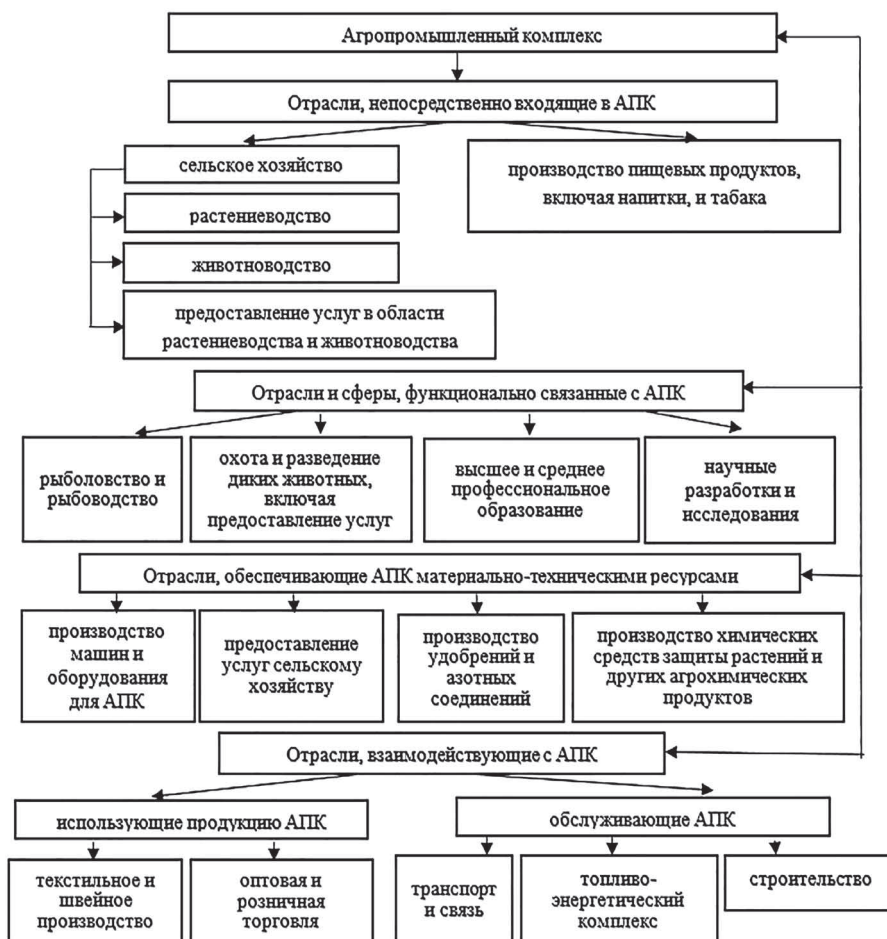 Агропромышленный комплекс
Отрасли, непосредственно входящие в АПК
сельское хозяйство
производство пищевых продуктов,
включая напитки, и табака
растениеводство
животноводство
предоставление услуг в области
растениеводства и животноводства
Отрасли и сферы, функционально связанные с АПК
рыболовство и
рыбоводство
охота и разведение
диких животных,
включая
предоставление услуг
высшее и среднее
профессиональное
образование
научные
разработки и
исследования
Отрасли, обеспечивающие АПК материально-техническими ресурсами
производство
машин и
оборудования
для АПК
предоставление
услуг сельскому
хозяйству
производство
удобрений и
азотных
соединений
производство химических
средств защиты растений и
других агрохимических
продуктов
Отрасли, взаимодействующие с АПК
использующие продукцию АПК
обслуживающие АПК
текстильное и
швейное
производство
оптовая и
розничная
торговля
транспорт
и связь
топливо-
энергетический
комплекс
строительство